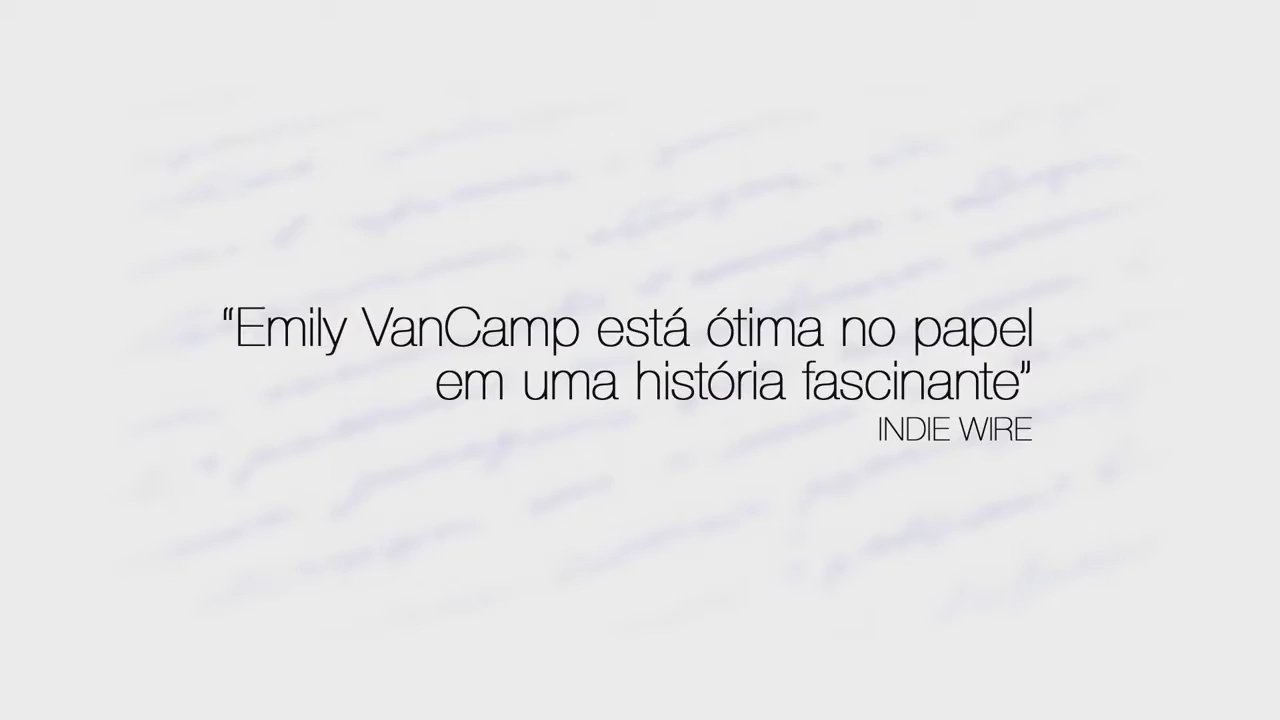 “Emily VanCamp está ótima no papel
em uma história fascinante”
INDIE WIRE